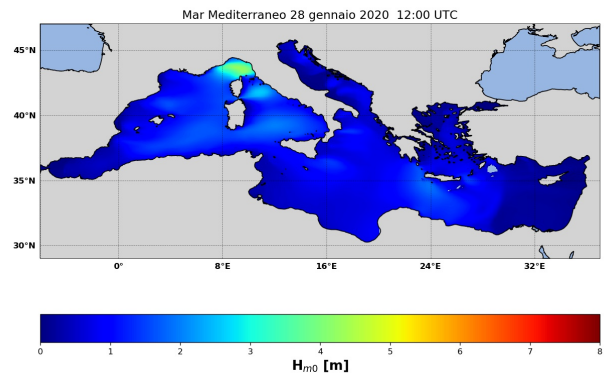 Mar Mediterraneo 28 gennaio 2020  12:00 UTC
45°N
40°N
35°N
30°N
0° 8°E 16°E 24°E 32°E
0 1 2 3 4 5 6 7 8
Hm0 [m]